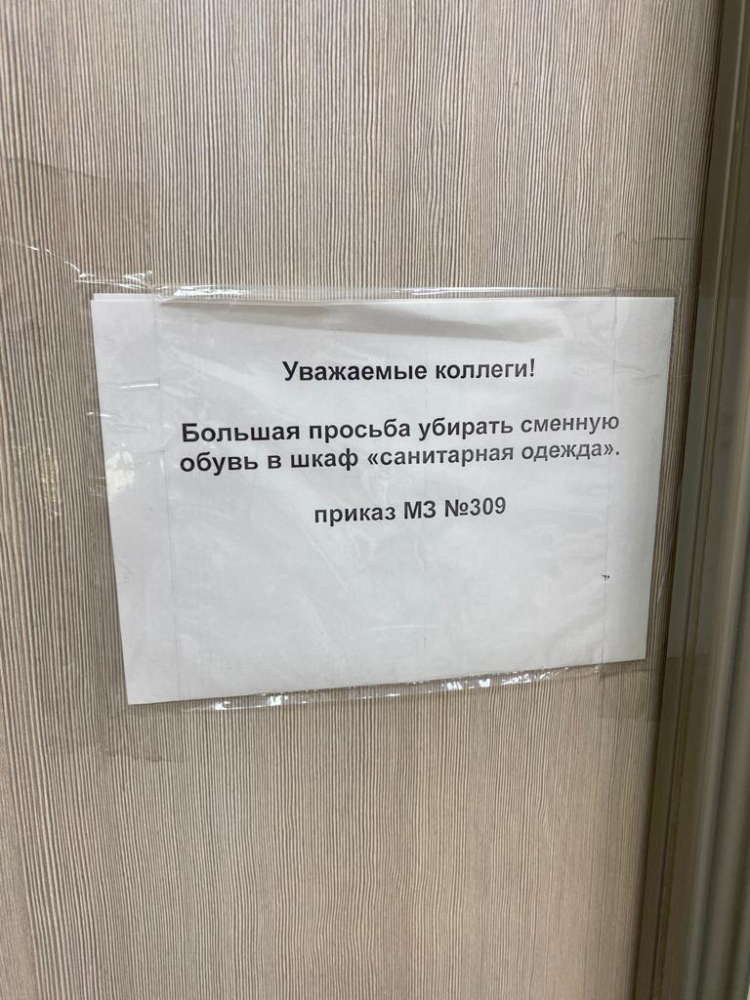 Уважаемые коллеги!
Большая просьба убирать сменную
обувь в шкаф «санитарная одежда».
приказ МЗ №309